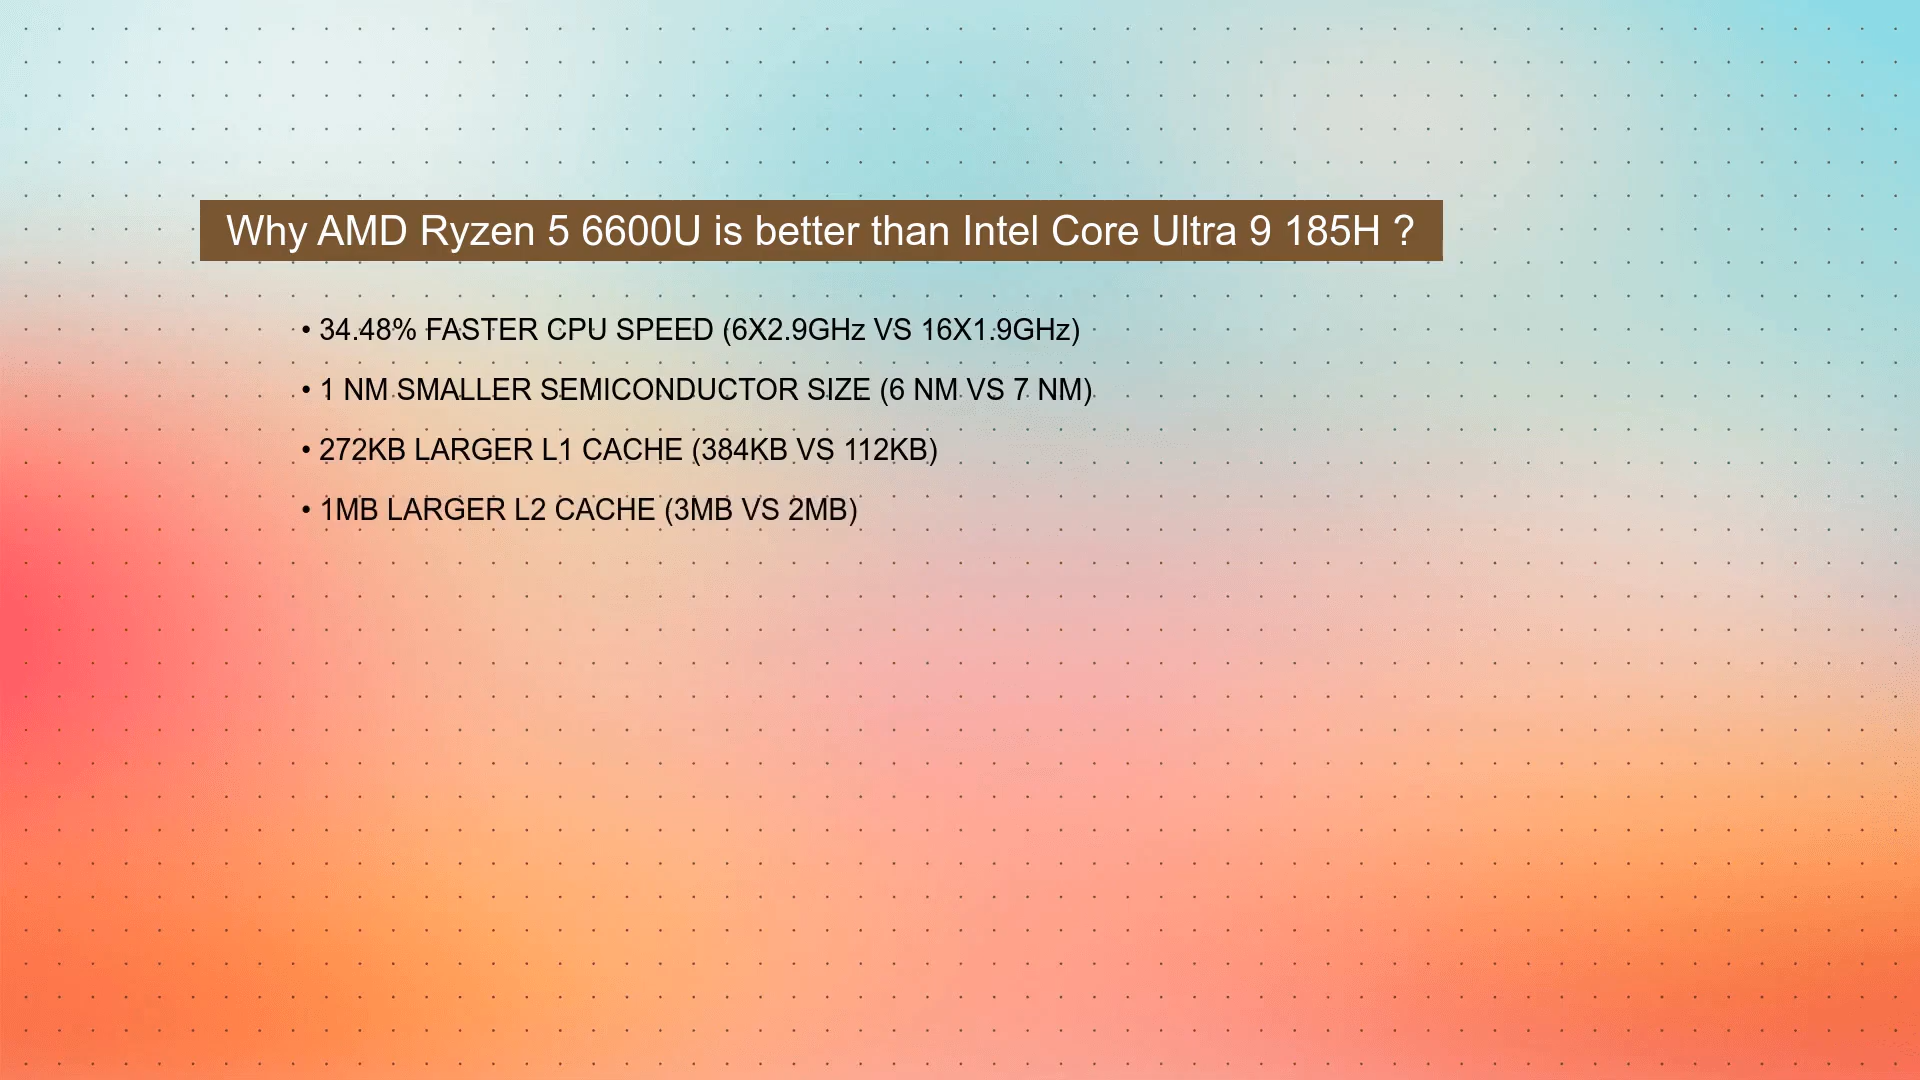 Why AMD Ryzen 5 6600U is better than Intel Core Ultra 9 185H ?
• 34.48% FASTER CPU SPEED (6X2.9GHz VS 16X1.9GHz)
• 1 NM SMALLER SEMICONDUCTOR SIZE (6 NM VS 7 NM)
• 272KB LARGER L1 CACHE (384KB VS 112KB)
• 1MB LARGER L2 CACHE (3MB VS 2MB)